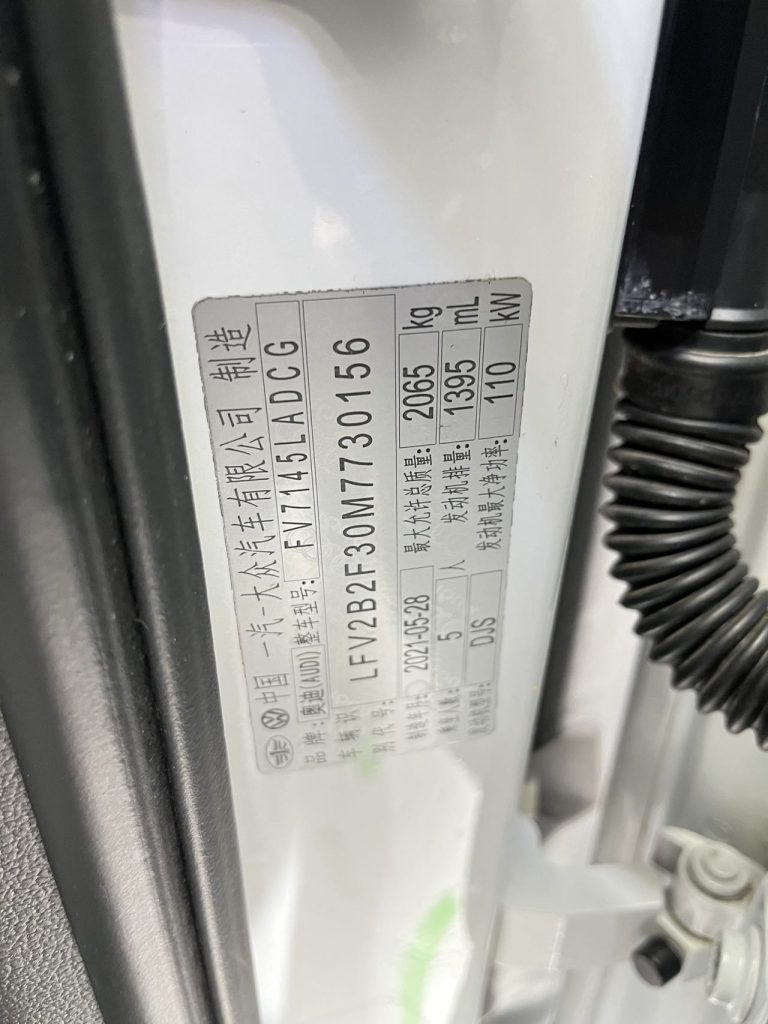 中国 一汽-大众汽车有限公司 制造
品牌: 奥迪(AUDI) 整车型号: FV7145LADCG
车辆识别代号: LFV2B2F30M7730156
制造年月: 2021-05-28 最大允许总质量: 2065 kg
乘坐人数: 5 人 发动机排量: 1395 mL
发动机型号: DJS 发动机最大净功率: 110 kW